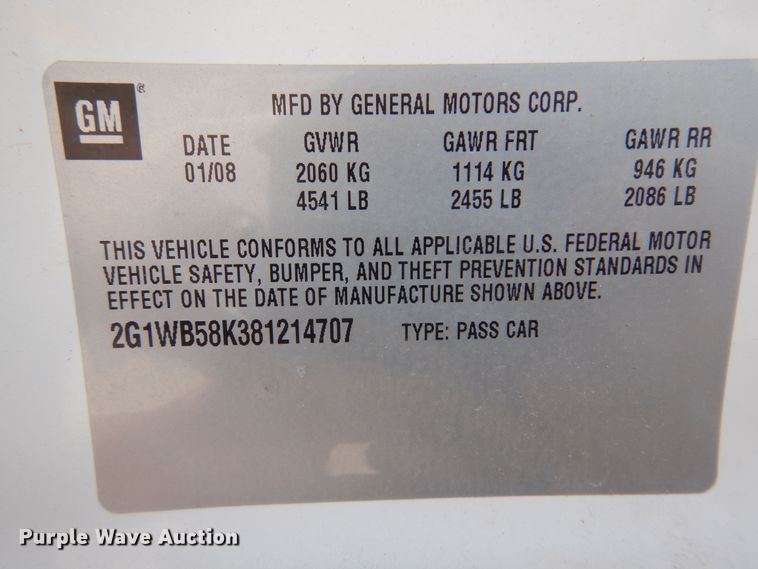 GM ®
MFD BY GENERAL MOTORS CORP.
DATE GVWR GAWR FRT GAWR RR
01/08 2060 KG 1114 KG 946 KG
4541 LB 2455 LB 2086 LB
THIS VEHICLE CONFORMS TO ALL APPLICABLE U.S. FEDERAL MOTOR
VEHICLE SAFETY, BUMPER, AND THEFT PREVENTION STANDARDS IN
EFFECT ON THE DATE OF MANUFACTURE SHOWN ABOVE.
2G1WB58K381214707 TYPE: PASS CAR
Purple Wave Auction